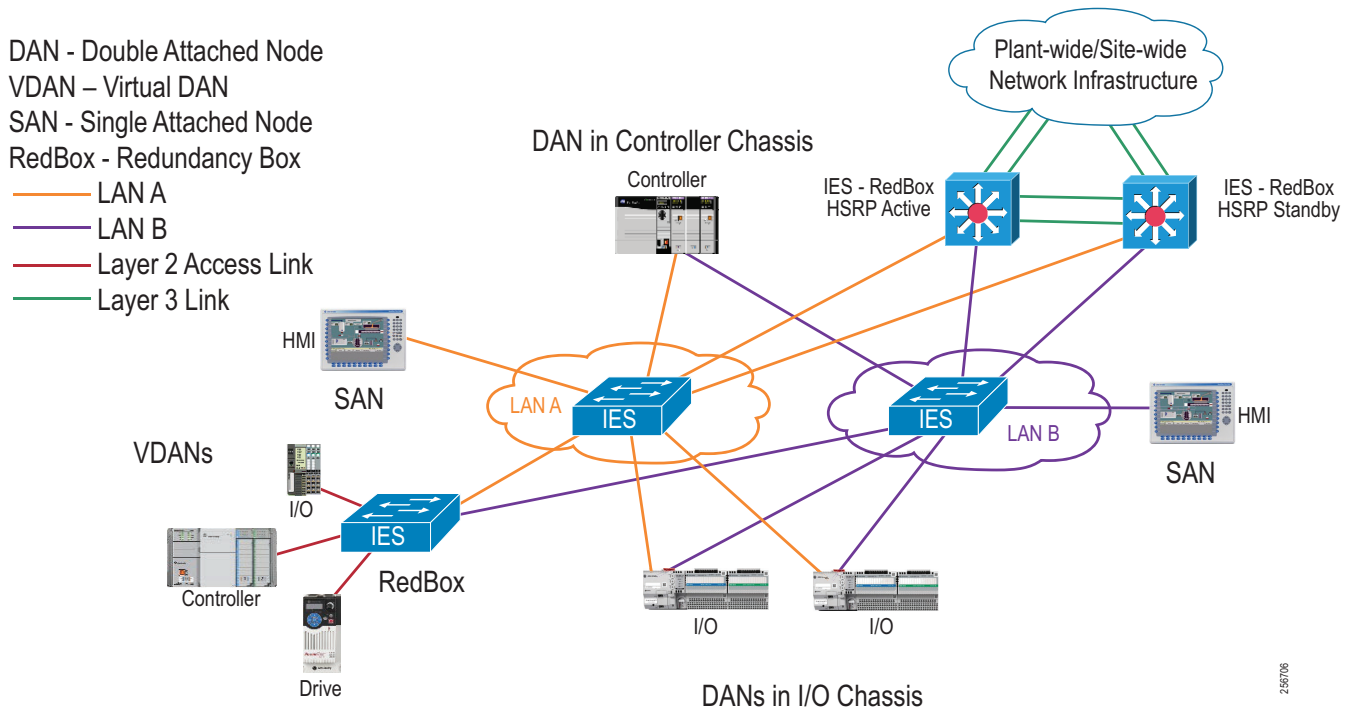 DAN - Double Attached Node
VDAN – Virtual DAN
SAN - Single Attached Node
RedBox - Redundancy Box
LAN A
LAN B
Layer 2 Access Link
Layer 3 Link
Plant-wide/Site-wide
Network Infrastructure
DAN in Controller Chassis
Controller
IES - RedBox
HSRP Active
IES - RedBox
HSRP Standby
HMI
SAN
LAN A
IES
IES
LAN B
HMI
SAN
VDANs
I/O
IES
RedBox
Controller
Drive
I/O
I/O
DANs in I/O Chassis
256706